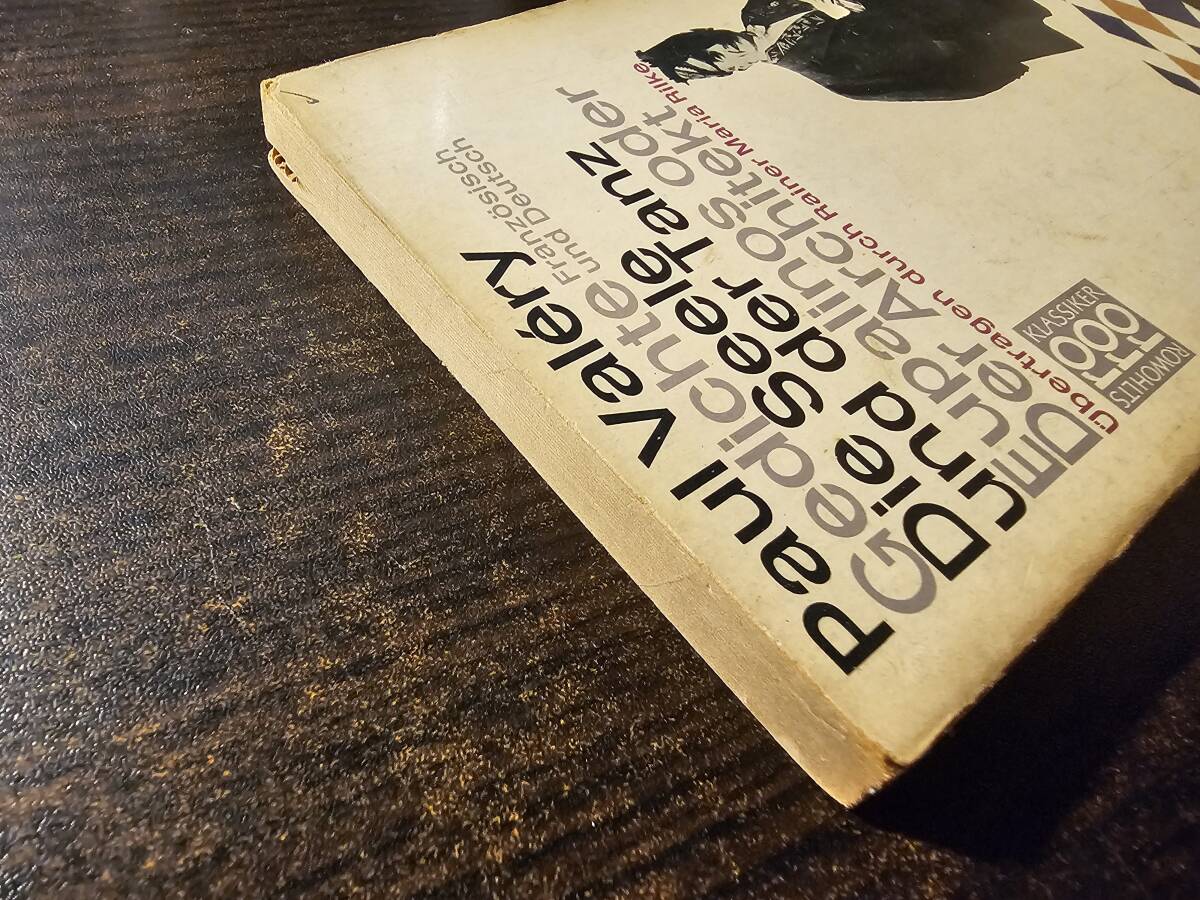 Paul Valéry
Gedichte Französisch und Deutsch
Die Seele
und der Tanz
Eupalinos oder
Der Architekt
Übertragen durch Rainer Maria Rilke
KLASSIKER
1000
ROWOHLTS